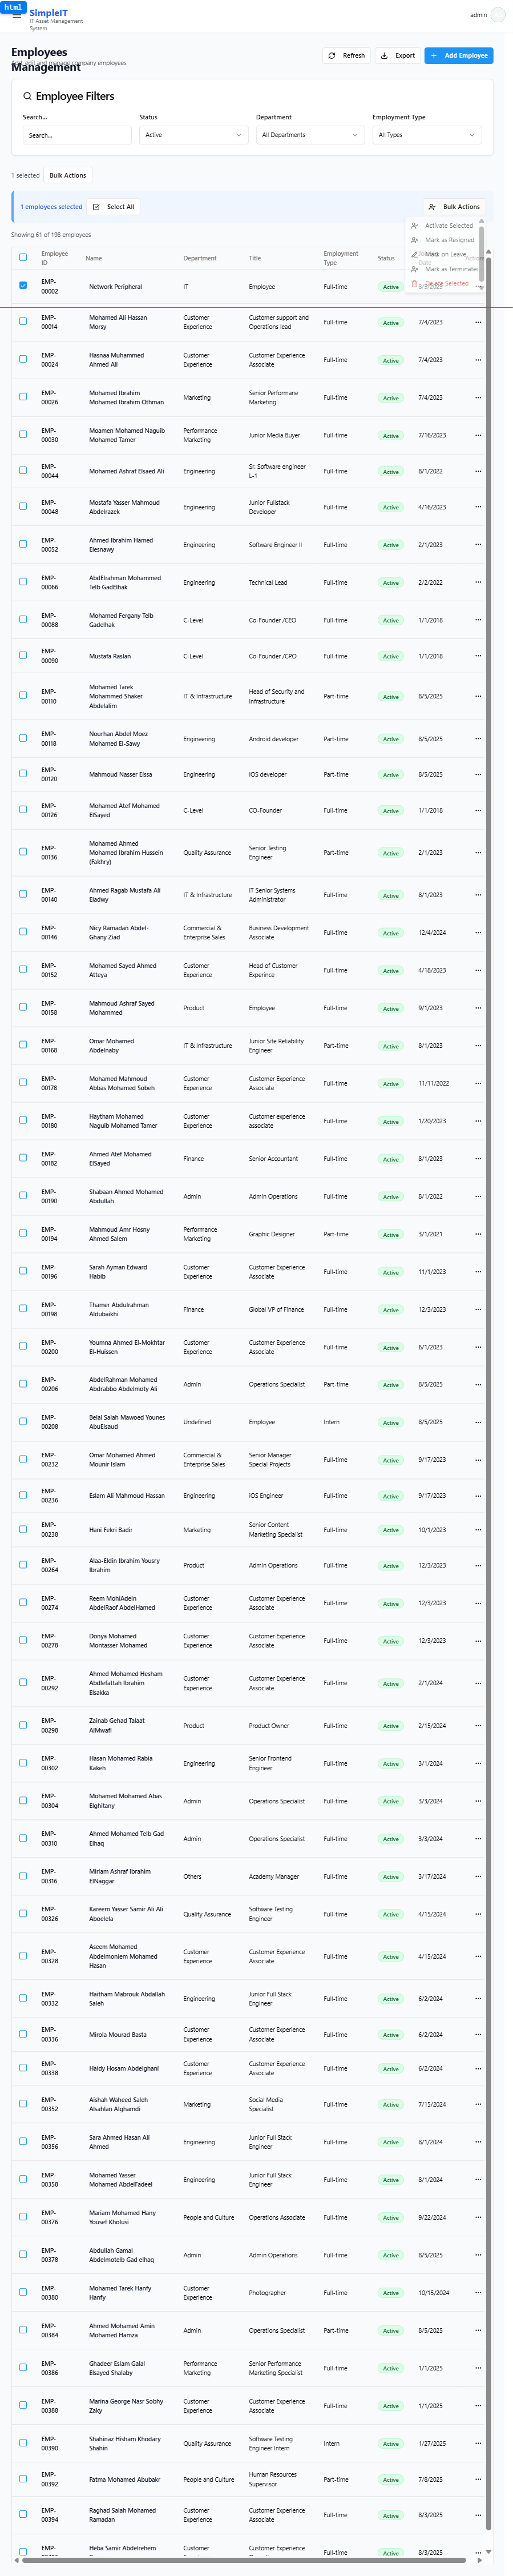 html
SimpleIT
IT Asset Management
System
admin
Employees
Management
Add, edit and manage company employees
Refresh
Export
Add Employee
Employee Filters
Search... Status Department Employment Type
Search... Active All Departments All Types
1 selected Bulk Actions
1 employees selected Select All Bulk Actions
Activate Selected
Mark as Resigned
Mark on Leave
Mark as Terminate
Delete Selected
Showing 61 of 198 employees
Employee ID Name Department Title Employment Type Status Date Action
EMP-00002 Network Peripheral IT Employee Full-time Active 8/3/2025
EMP-00014 Mohamed Ali Hassan Morsy Customer Experience Customer support and Operations lead Full-time Active 7/4/2023
EMP-00024 Hasnaa Muhammed Ahmed Ali Customer Experience Customer Experience Associate Full-time Active 7/4/2023
EMP-00026 Mohamed Ibrahim Mohamed Ibrahim Othman Marketing Senior Performane Marketing Full-time Active 7/4/2023
EMP-00030 Moamen Mohamed Naguib Mohamed Tamer Performance Marketing Junior Media Buyer Full-time Active 7/16/2023
EMP-00044 Mohamed Ashraf Elsaed Ali Engineering Sr. Software engineer L-1 Full-time Active 8/1/2022
EMP-00048 Mostafa Yasser Mahmoud Abdelrazek Engineering Junior Fullstack Developer Full-time Active 4/16/2023
EMP-00052 Ahmed Ibrahim Hamed Elesnawy Engineering Software Engineer II Full-time Active 2/1/2023
EMP-00066 AbdElrahman Mohammed Telb GadElhak Engineering Technical Lead Full-time Active 2/2/2022
EMP-00088 Mohamed Fergany Telb Gadelhak C-Level Co-Founder /CEO Full-time Active 1/1/2018
EMP-00090 Mustafa Raslan C-Level Co-Founder /CPO Full-time Active 1/1/2018
EMP-00110 Mohamed Tarek Mohammed Shaker Abdelalim IT & Infrastructure Head of Security and Infrastructure Part-time Active 8/5/2025
EMP-00118 Nourhan Abdel Moez Mohamed El-Sawy Engineering Android developer Part-time Active 8/5/2025
EMP-00120 Mahmoud Nasser Eissa Engineering IOS developer Part-time Active 8/5/2025
EMP-00126 Mohamed Atef Mohamed ElSayed C-Level CO-Founder Full-time Active 1/1/2018
EMP-00136 Mohamed Ahmed Mohamed Ibrahim Hussein (Fakhry) Quality Assurance Senior Testing Engineer Part-time Active 2/1/2023
EMP-00140 Ahmed Ragab Mustafa Ali Eladwy IT & Infrastructure IT Senior Systems Administrator Full-time Active 8/1/2023
EMP-00146 Nicy Ramadan Abdel-Ghany Ziad Commercial & Enterprise Sales Business Development Associate Full-time Active 12/4/2024
EMP-00152 Mohamed Sayed Ahmed Atteya Customer Experience Head of Customer Experince Full-time Active 4/18/2023
EMP-00158 Mahmoud Ashraf Sayed Mohammed Product Employee Full-time Active 9/1/2023
EMP-00168 Omar Mohamed Abdelnaby IT & Infrastructure Junior Site Reliability Engineer Part-time Active 8/1/2023
EMP-00178 Mohamed Mahmoud Abbas Mohamed Sobeh Customer Experience Customer Experience Associate Full-time Active 11/11/2022
EMP-00180 Haytham Mohamed Naguib Mohamed Tamer Customer Experience Customer experience associate Full-time Active 1/20/2023
EMP-00182 Ahmed Atef Mohamed ElSayed Finance Senior Accountant Full-time Active 8/1/2023
EMP-00190 Shabaan Ahmed Mohamed Abdullah Admin Admin Operations Full-time Active 8/1/2022
EMP-00194 Mahmoud Amr Hosny Ahmed Salem Performance Marketing Graphic Designer Part-time Active 3/1/2021
EMP-00196 Sarah Ayman Edward Habib Customer Experience Customer Experience Associate Full-time Active 11/1/2023
EMP-00198 Thamer Abdulrahman Aldubaikhi Finance Global VP of Finance Full-time Active 12/3/2023
EMP-00200 Youmna Ahmed El-Mokhtar El-Huissen Customer Experience Customer Experience Associate Full-time Active 6/1/2023
EMP-00206 AbdelRahman Mohamed Abdrabbo Abdelmoty Ali Admin Operations Specialist Part-time Active 8/5/2025
EMP-00208 Belal Salah Mawoed Younes AbuElsaud Undefined Employee Intern Active 8/5/2025
EMP-00232 Omar Mohamed Ahmed Mounir Islam Commercial & Enterprise Sales Senior Manager Special Projects Full-time Active 9/17/2023
EMP-00236 Eslam Ali Mahmoud Hassan Engineering iOS Engineer Full-time Active 9/17/2023
EMP-00238 Hani Fekri Badir Marketing Senior Content Marketing Specialist Full-time Active 10/1/2023
EMP-00264 Alaa-Eldin Ibrahim Yousry Ibrahim Product Admin Operations Full-time Active 12/3/2023
EMP-00274 Reem MohiAdein AbdelRaof AbdelHamed Customer Experience Customer Experience Associate Full-time Active 12/3/2023
EMP-00278 Donya Mohamed Montasser Mohamed Customer Experience Customer Experience Associate Full-time Active 12/3/2023
EMP-00292 Ahmed Mohamed Hesham Abdlefattah Ibrahim Elsakka Customer Experience Customer Experience Associate Full-time Active 2/1/2024
EMP-00298 Zainab Gehad Talaat AlMwafi Product Product Owner Full-time Active 2/15/2024
EMP-00302 Hasan Mohamed Rabia Kakeh Engineering Senior Frontend Engineer Full-time Active 3/1/2024
EMP-00304 Mohamed Mohamed Abas Elghitany Admin Operations Specialist Full-time Active 3/3/2024
EMP-00310 Ahmed Mohamed Telb Gad Elhaq Admin Operations Specialist Full-time Active 3/3/2024
EMP-00316 Miriam Ashraf Ibrahim ElNaggar Others Academy Manager Full-time Active 3/17/2024
EMP-00326 Kareem Yasser Samir Ali Ali Aboelela Quality Assurance Software Testing Engineer Full-time Active 4/15/2024
EMP-00328 Aseem Mohamed Abdelmoniem Mohamed Hasan Customer Experience Customer Experience Associate Full-time Active 4/15/2024
EMP-00332 Haitham Mabrouk Abdallah Saleh Engineering Junior Full Stack Engineer Full-time Active 6/2/2024
EMP-00336 Mirola Mourad Basta Customer Experience Customer Experience Associate Full-time Active 6/2/2024
EMP-00338 Haidy Hosam Abdelghani Customer Experience Customer Experience Associate Full-time Active 6/2/2024
EMP-00352 Aishah Waheed Saleh Alsahlan Alghamdi Marketing Social Media Specialist Full-time Active 7/15/2024
EMP-00356 Sara Ahmed Hasan Ali Ahmed Engineering Junior Full Stack Engineer Full-time Active 8/1/2024
EMP-00358 Mohamed Yasser Mohamed AbdelFadeel Engineering Junior Full Stack Engineer Full-time Active 8/1/2024
EMP-00376 Mariam Mohamed Hany Yousef Kholusi People and Culture Operations Associate Full-time Active 9/22/2024
EMP-00378 Abdullah Gamal Abdelmotelb Gad elhaq Admin Admin Operations Full-time Active 8/5/2025
EMP-00380 Mohamed Tarek Hanfy Hanfy Customer Experience Photographer Full-time Active 10/15/2024
EMP-00384 Ahmed Mohamed Amin Mohamed Hamza Admin Operations Specialist Part-time Active 8/5/2025
EMP-00386 Ghadeer Eslam Galal Elsayed Shalaby Performance Marketing Senior Performance Marketing Specialist Full-time Active 1/1/2025
EMP-00388 Marina George Nasr Sobhy Zaky Customer Experience Customer Experience Associate Full-time Active 1/1/2025
EMP-00390 Shahinaz Hisham Khodary Shahin Quality Assurance Software Testing Engineer Intern Intern Active 1/27/2025
EMP-00392 Fatma Mohamed Abubakr People and Culture Human Resources Supervisor Part-time Active 7/8/2025
EMP-00394 Raghad Salah Mohamed Ramadan Customer Experience Customer Experience Associate Full-time Active 8/3/2025
EMP- Heba Samir Abdelrehem Customer Customer Experience Full-time Active 8/3/2025